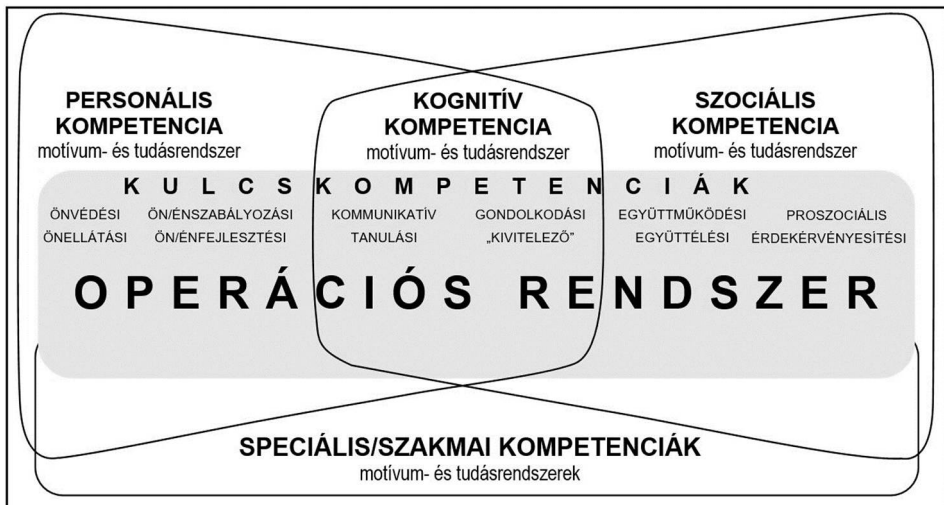 PERSONÁLIS
KOMPETENCIA
motívum- és tudásrendszer
KOGNITÍV
KOMPETENCIA
motívum- és tudásrendszer
SZOCIÁLIS
KOMPETENCIA
motívum- és tudásrendszer
KULCSKOMPETENCIÁK
ÖNVÉDÉSI ÖN/ÉNSZABÁLYOZÁSI KOMMUNIKATÍV GONDOLKODÁSI EGYÜTTMŰKÖDÉSI PROSZOCIÁLIS
ÖNELLÁTÁSI ÖN/ÉNFEJLESZTÉSI TANULÁSI „KIVITELEZŐ” EGYÜTTÉLÉSI ÉRDEKÉRVÉNYESÍTÉSI
OPERÁCIÓS RENDSZER
SPECIÁLIS/SZAKMAI KOMPETENCIÁK
motívum- és tudásrendszerek